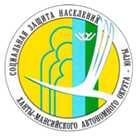 СОЦИАЛЬНАЯ ЗАЩИТА НАСЕЛЕНИЯ
ХАНТЫ-МАНСИЙСКОГО АВТОНОМНОГО ОКРУГА - ЮГРЫ